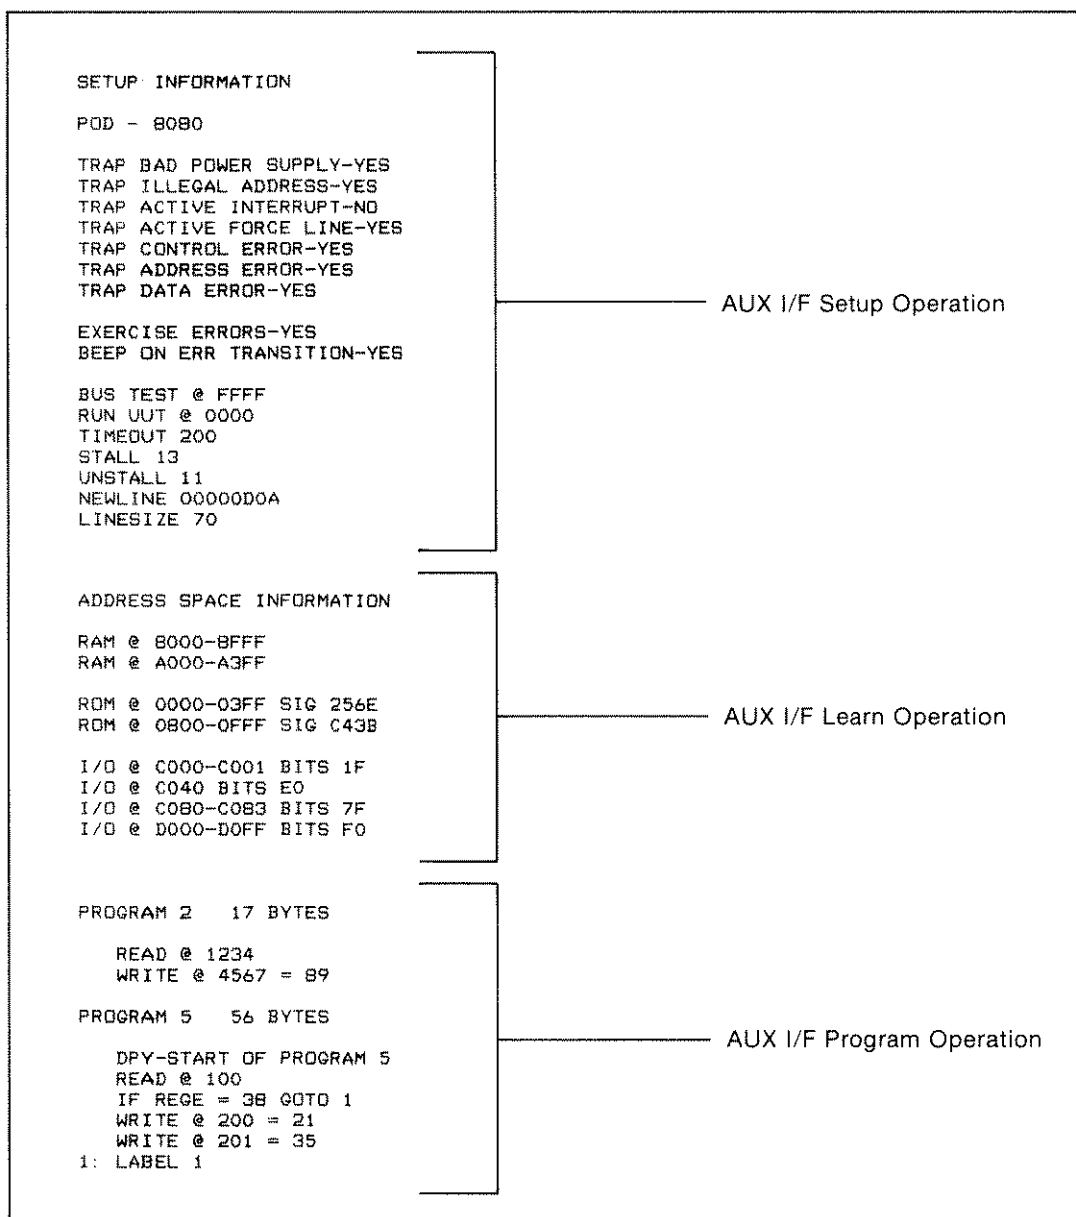 SETUP INFORMATION
POD - 8080
TRAP BAD POWER SUPPLY-YES
TRAP ILLEGAL ADDRESS-YES
TRAP ACTIVE INTERRUPT-NO
TRAP ACTIVE FORCE LINE-YES
TRAP CONTROL ERROR-YES
TRAP ADDRESS ERROR-YES
TRAP DATA ERROR-YES
EXERCISE ERRORS-YES
BEEP ON ERR TRANSITION-YES
BUS TEST @ FFFF
RUN UUT @ 0000
TIMEOUT 200
STALL 13
UNSTALL 11
NEWLINE 00000D0A
LINESIZE 70
AUX I/F Setup Operation
ADDRESS SPACE INFORMATION
RAM @ 8000-8FFF
RAM @ A000-A3FF
ROM @ 0000-03FF SIG 256E
ROM @ 0800-0FFF SIG C43B
I/O @ C000-C001 BITS 1F
I/O @ C040 BITS E0
I/O @ C080-C083 BITS 7F
I/O @ D000-D0FF BITS F0
AUX I/F Learn Operation
PROGRAM 2 17 BYTES
READ @ 1234
WRITE @ 4567 = 89
PROGRAM 5 56 BYTES
DPY-START OF PROGRAM 5
READ @ 100
IF REGE = 38 GOTO 1
WRITE @ 200 = 21
WRITE @ 201 = 35
1: LABEL 1
AUX I/F Program Operation